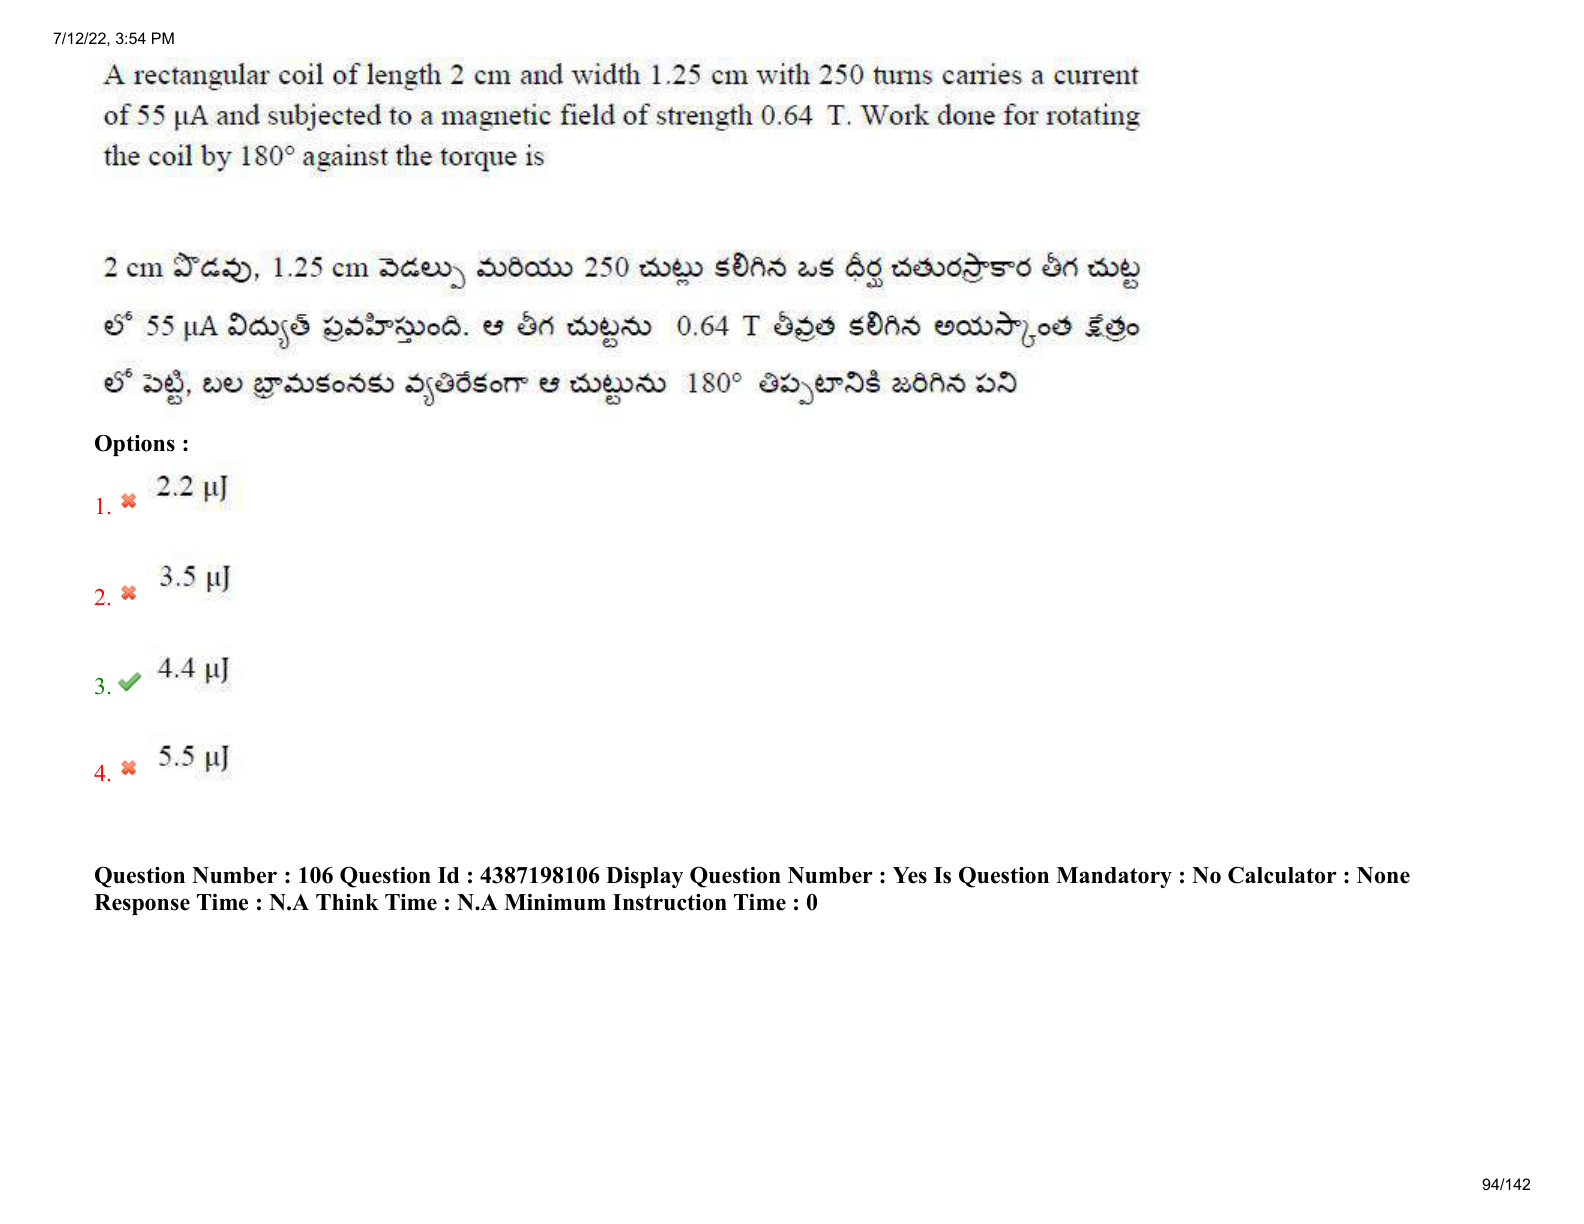 7/12/22, 3:54 PM
A rectangular coil of length 2 cm and width 1.25 cm with 250 turns carries a current
of 55 μA and subjected to a magnetic field of strength 0.64 T. Work done for rotating
the coil by 180° against the torque is
2 cm పొడవు, 1.25 cm వెడల్పు మరియు 250 చుట్లు కలిగిన ఒక ధీర్ఘ చతురస్రాకార తీగ చుట్ట
లో 55 μA విద్యుత్ ప్రవహిస్తుంది. ఆ తీగ చుట్టను 0.64 T తీవ్రత కలిగిన అయస్కాంత క్షేత్రం
లో పెట్టి, బల భ్రామకంనకు వ్యతిరేకంగా ఆ చుట్టును 180° తిప్పటానికి జరిగిన పని
Options :
1. 2.2 μJ
2. 3.5 μJ
3. 4.4 μJ
4. 5.5 μJ
Question Number : 106 Question Id : 4387198106 Display Question Number : Yes Is Question Mandatory : No Calculator : None
Response Time : N.A Think Time : N.A Minimum Instruction Time : 0
94/142